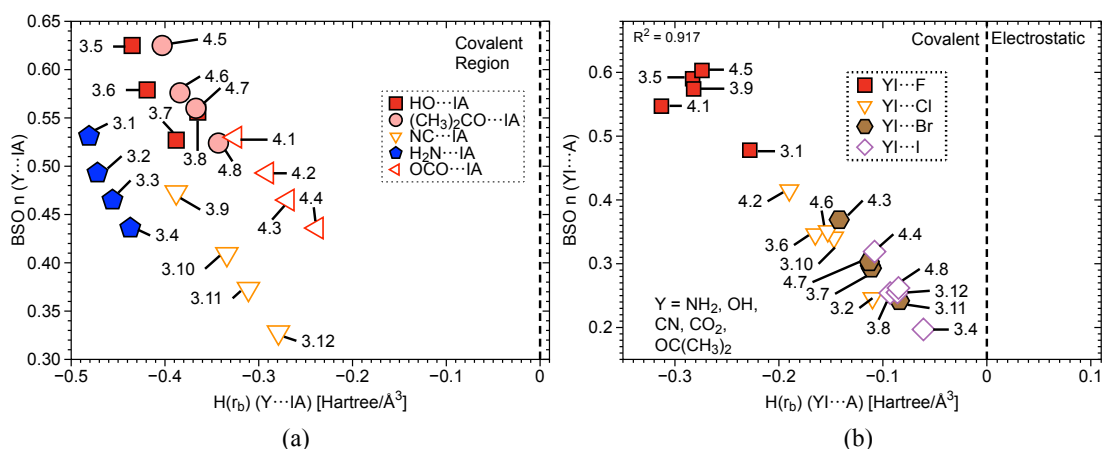 BSO n (Y⋯IA)
0.65
0.60
0.55
0.50
0.45
0.40
0.35
0.30
3.5
4.5
3.6
4.6
4.7
3.7
3.1
4.1
3.8
4.8
3.2
4.2
3.3
3.9
4.4
4.3
3.4
3.10
3.11
3.12
Covalent
Region
HO⋯IA
(CH₃)₂CO⋯IA
NC⋯IA
H₂N⋯IA
OCO⋯IA
−0.5
−0.4
−0.3
−0.2
−0.1
0
H(r_b) (Y⋯IA) [Hartree/Å³]
(a)
BSO n (YI⋯A)
0.6
0.5
0.4
0.3
0.2
R² = 0.917
Covalent
Electrostatic
3.5
4.5
3.9
4.1
3.1
4.2
4.6
4.3
3.6
4.4
3.10
4.7
4.8
3.7
3.12
3.2
3.11
3.8
3.4
YI⋯F
YI⋯Cl
YI⋯Br
YI⋯I
Y = NH₂, OH,
CN, CO₂,
OC(CH₃)₂
−0.3
−0.2
−0.1
0
0.1
H(r_b) (YI⋯A) [Hartree/Å³]
(b)